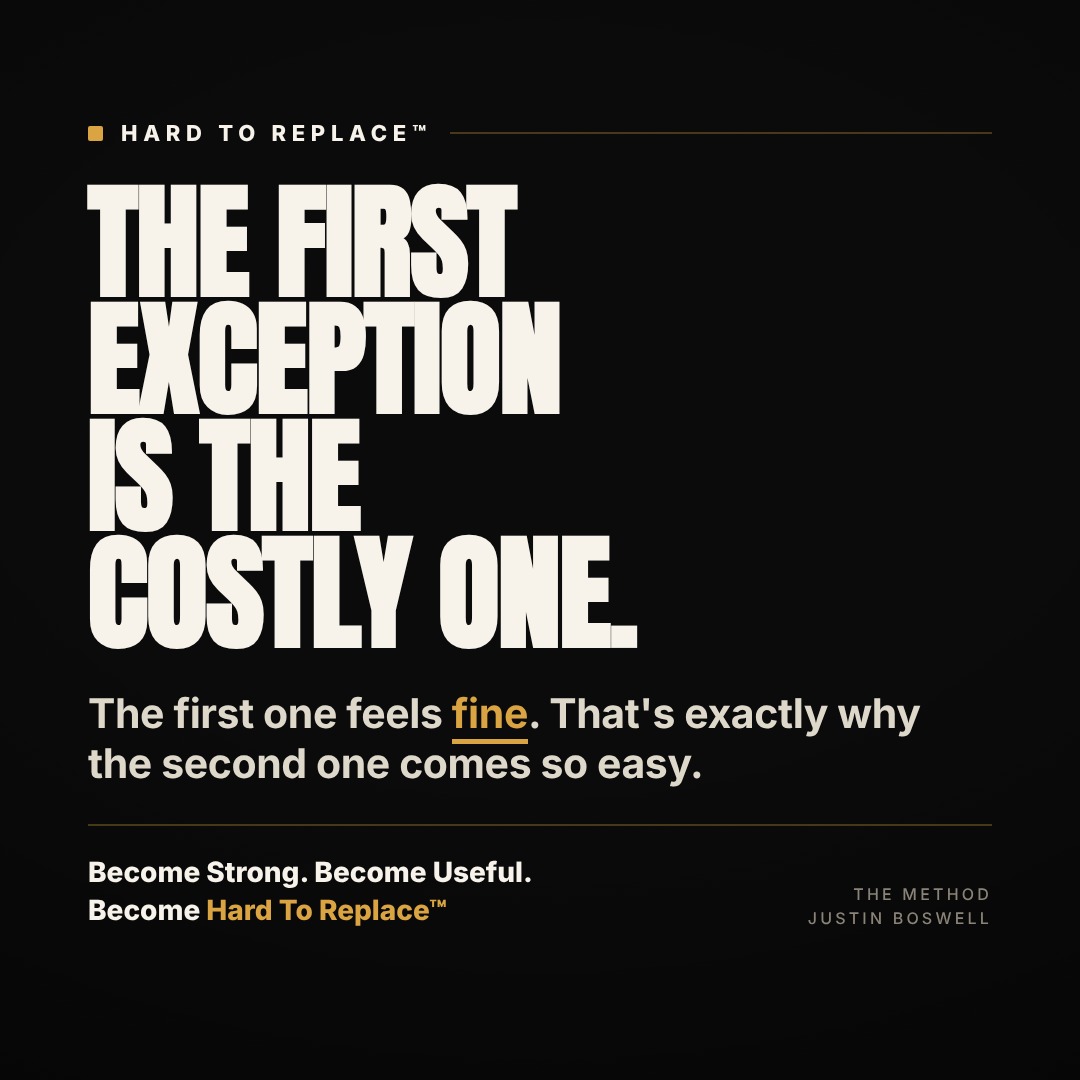 HARD TO REPLACE™
THE FIRST
EXCEPTION
IS THE
COSTLY ONE.
The first one feels fine. That's exactly why
the second one comes so easy.
Become Strong. Become Useful.
Become Hard To Replace™
THE METHOD
JUSTIN BOSWELL